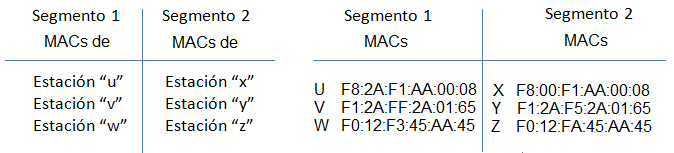 Segmento 1 Segmento 2
MACs de MACs de
Estación “u” Estación “x”
Estación “v” Estación “y”
Estación “w” Estación “z”
Segmento 1 Segmento 2
MACs MACs
U F8:2A:F1:AA:00:08 X F8:00:F1:AA:00:08
V F1:2A:FF:2A:01:65 Y F1:2A:F5:2A:01:65
W F0:12:F3:45:AA:45 Z F0:12:FA:45:AA:45